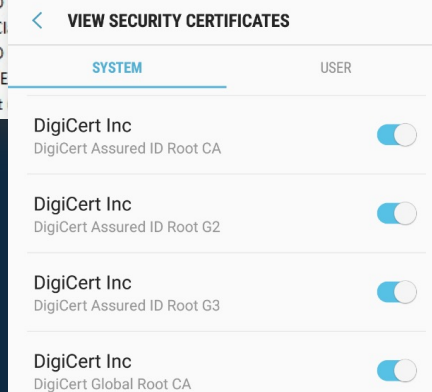 VIEW SECURITY CERTIFICATES
SYSTEM
USER
DigiCert Inc
DigiCert Assured ID Root CA
DigiCert Inc
DigiCert Assured ID Root G2
DigiCert Inc
DigiCert Assured ID Root G3
DigiCert Inc
DigiCert Global Root CA